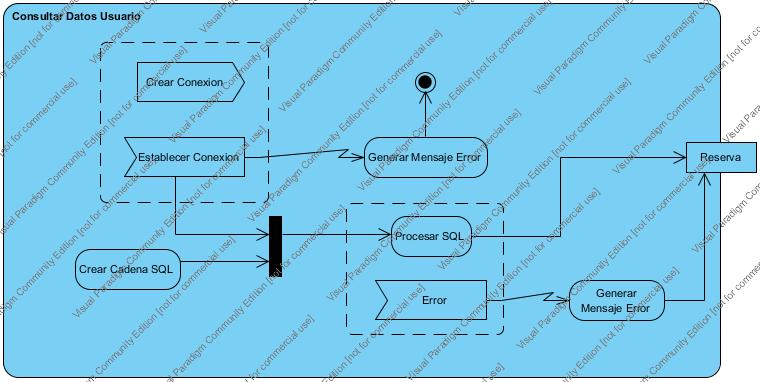 Consultar Datos Usuario
Crear Conexion
Establecer Conexion
Generar Mensaje Error
Reserva
Procesar SQL
Crear Cadena SQL
Error
Generar
Mensaje Error
Visual Paradigm Community Edition [not for commercial use]